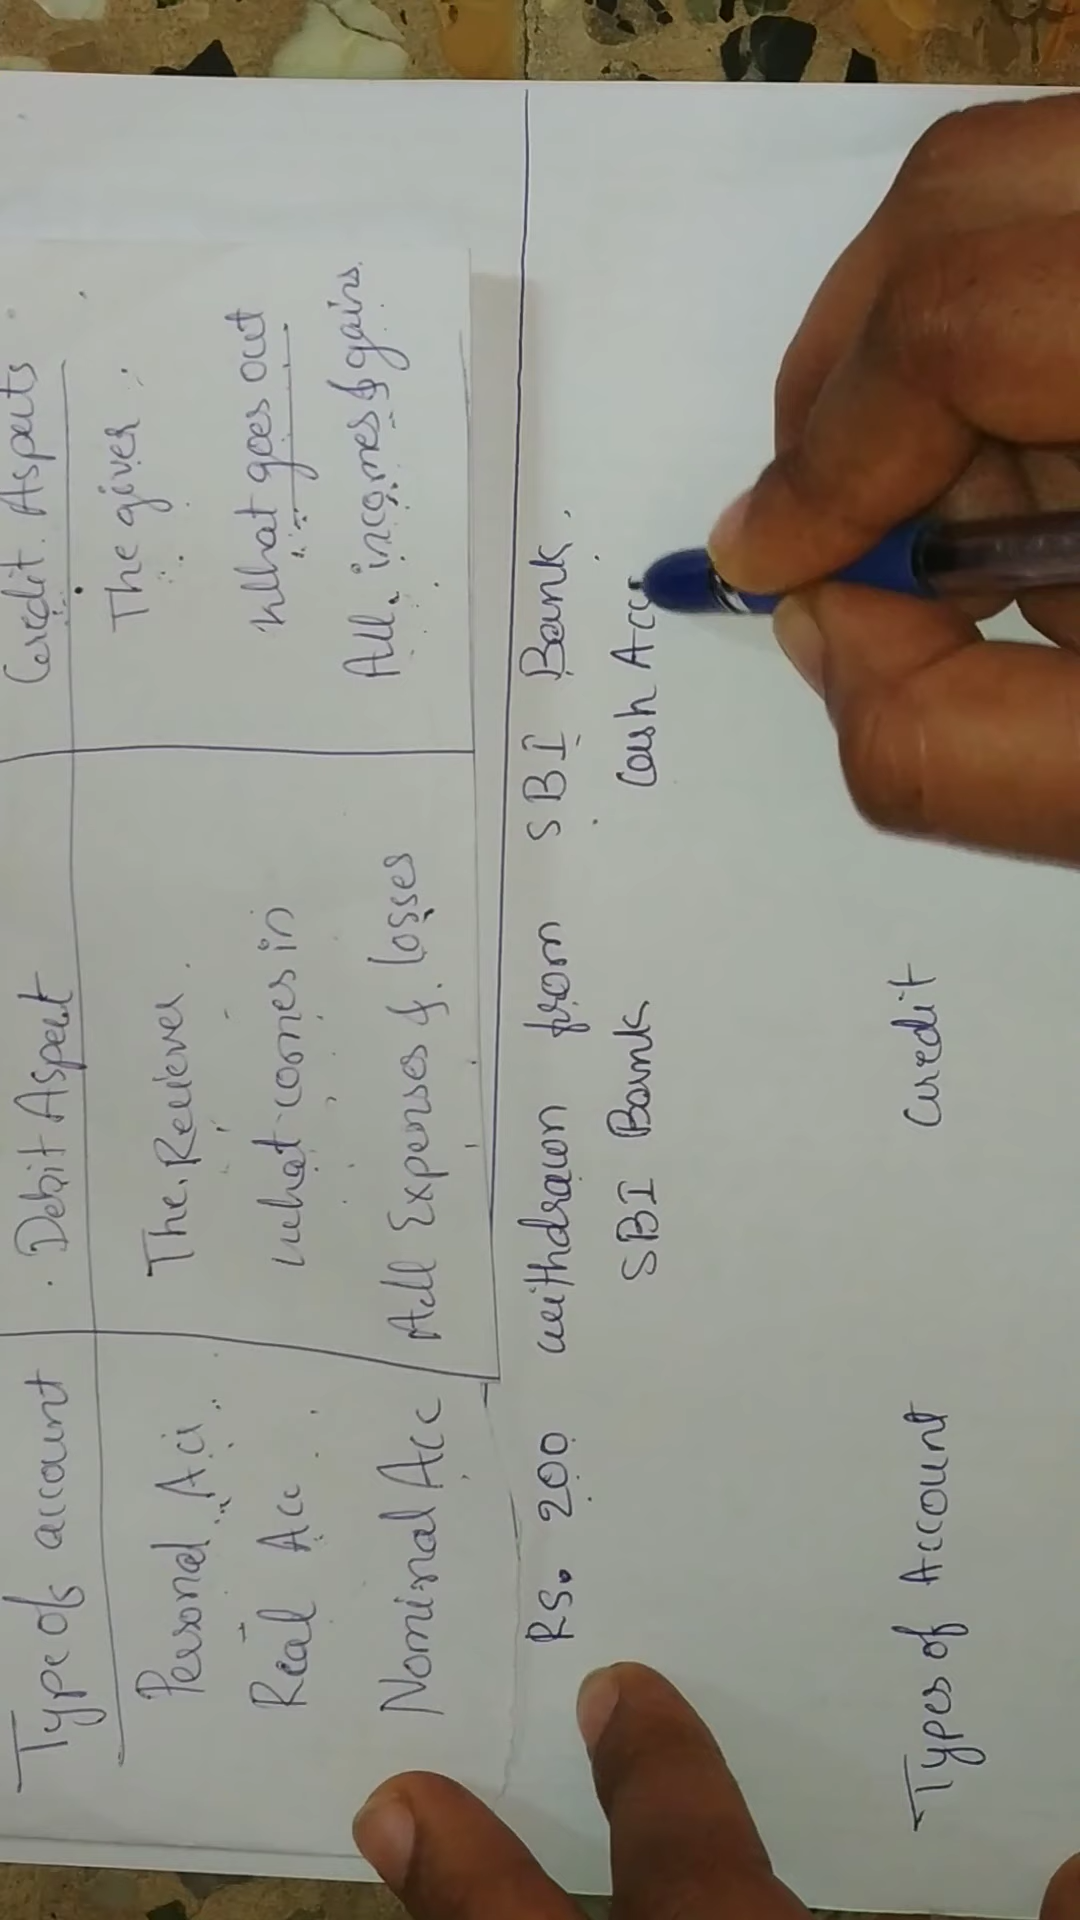 Type of account . Debit Aspect Credit. Aspects
Personal Acc. The Reciever. The giver.
Real Acc. what comes in what goes out
Nominal Acc All Expenses & losses All incomes & gains.
RS. 200 withdrawn from SBI Bank.
SBI Bank Cash Acc
Types of Account Credit